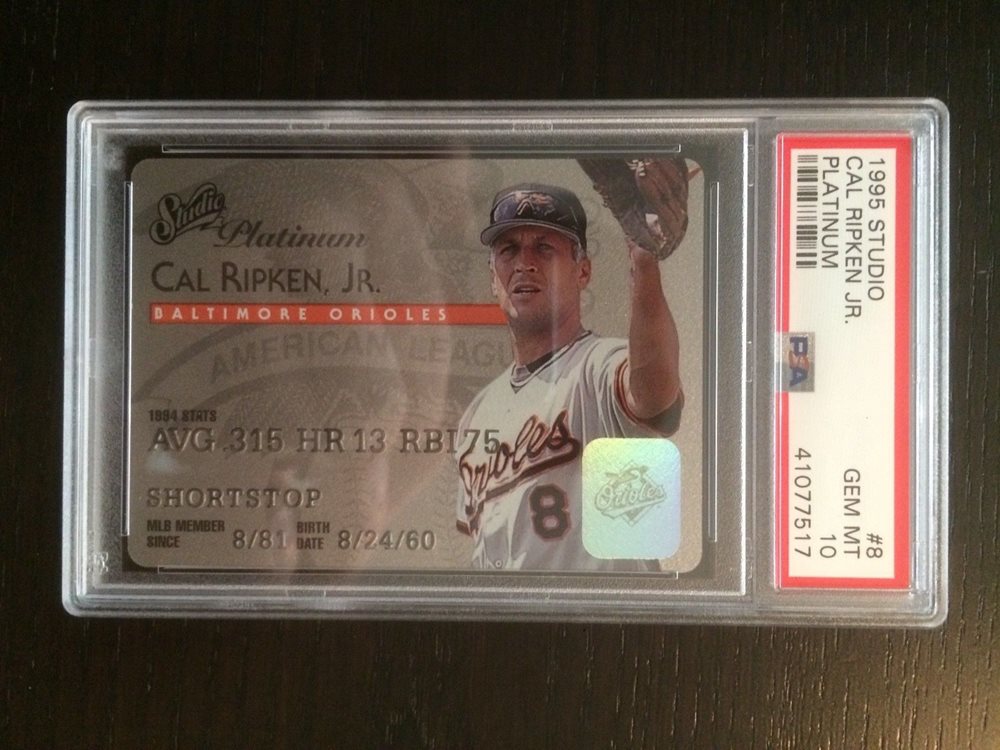 Studio
Platinum
CAL RIPKEN, JR.
BALTIMORE ORIOLES
AMERICAN LEAGU
1994 STATS
AVG .315 HR 13 RBI 75
SHORTSTOP
MLB MEMBER SINCE 8/81 BIRTH DATE 8/24/60
Orioles
8
Orioles
1995 STUDIO #8
CAL RIPKEN JR. GEM MT
PLATINUM 10
PSA
41077517